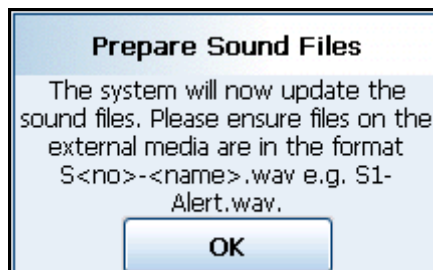 Prepare Sound Files
The system will now update the
sound files. Please ensure files on the
external media are in the format
S<no>-<name>.wav e.g. S1-
Alert.wav.
OK